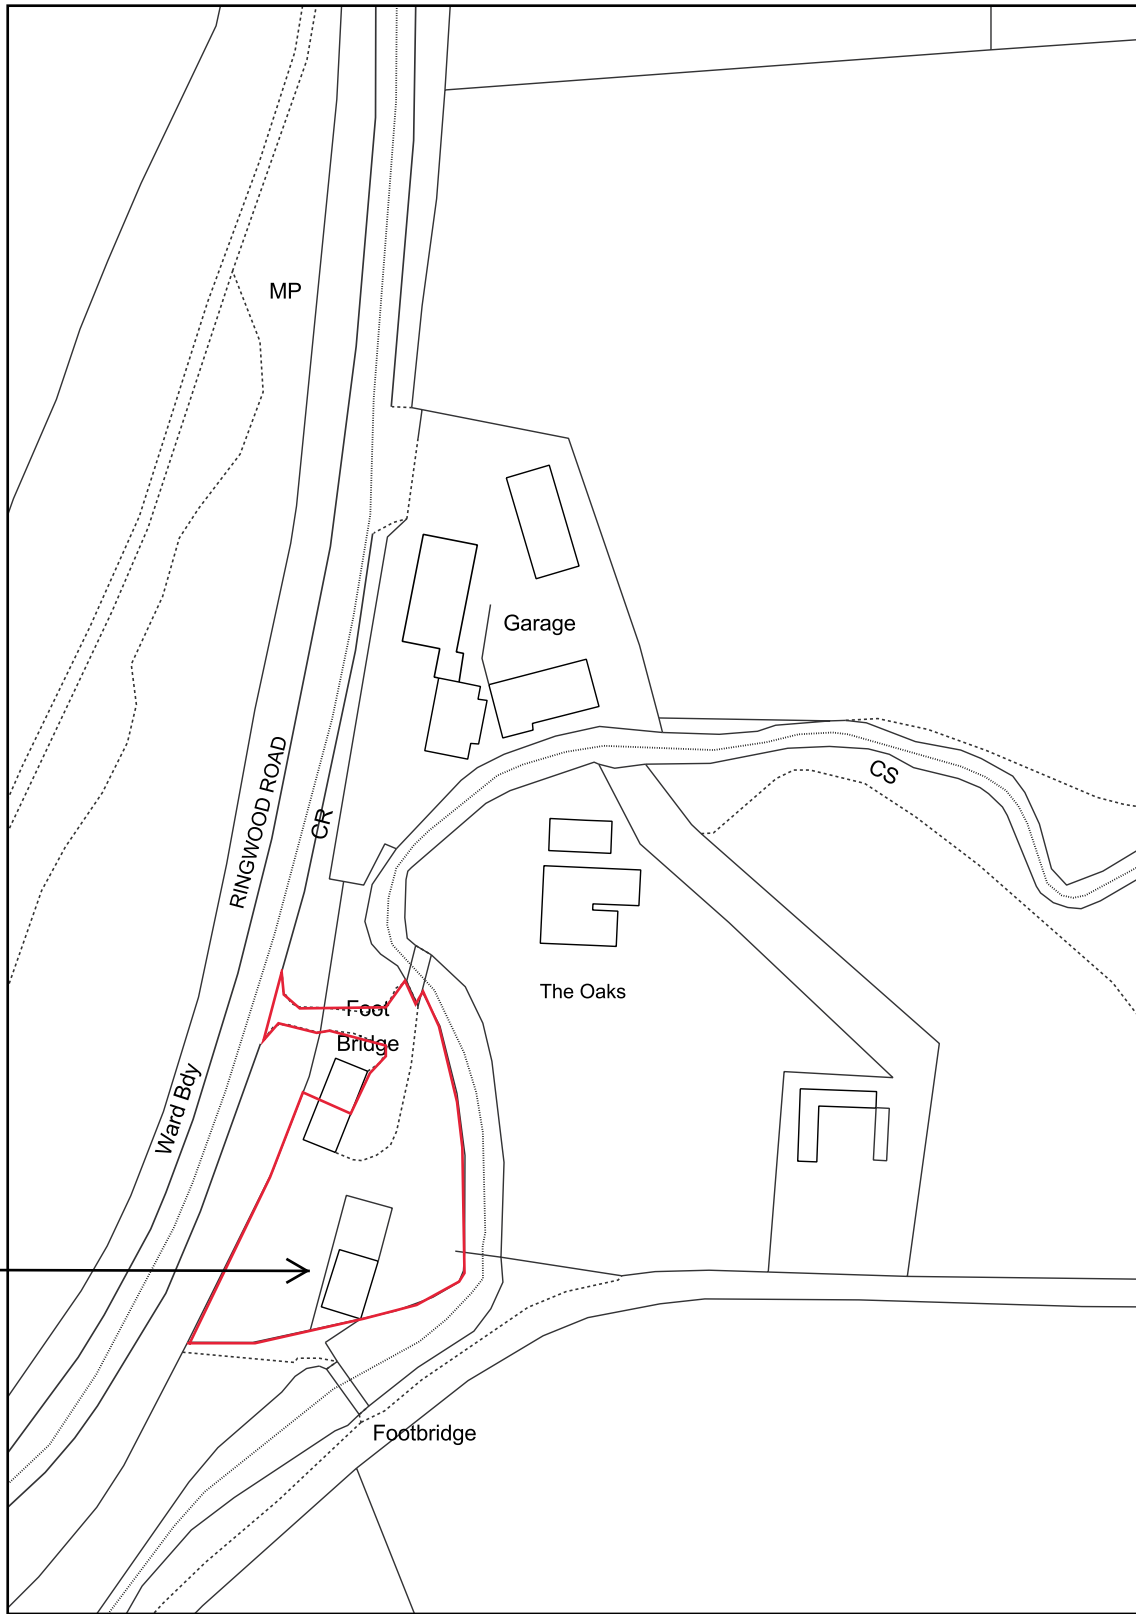 MP
Garage
RINGWOOD ROAD
CR
CS
The Oaks
Foot
Bridge
Ward Bdy
Footbridge